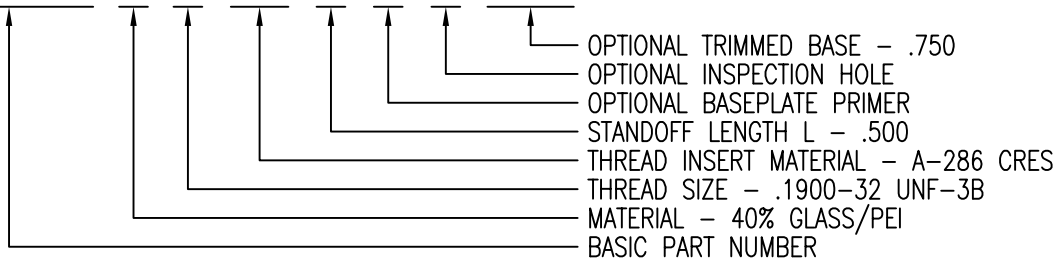 OPTIONAL TRIMMED BASE - .750
OPTIONAL INSPECTION HOLE
OPTIONAL BASEPLATE PRIMER
STANDOFF LENGTH L - .500
THREAD INSERT MATERIAL - A-286 CRES
THREAD SIZE - .1900-32 UNF-3B
MATERIAL - 40% GLASS/PEI
BASIC PART NUMBER